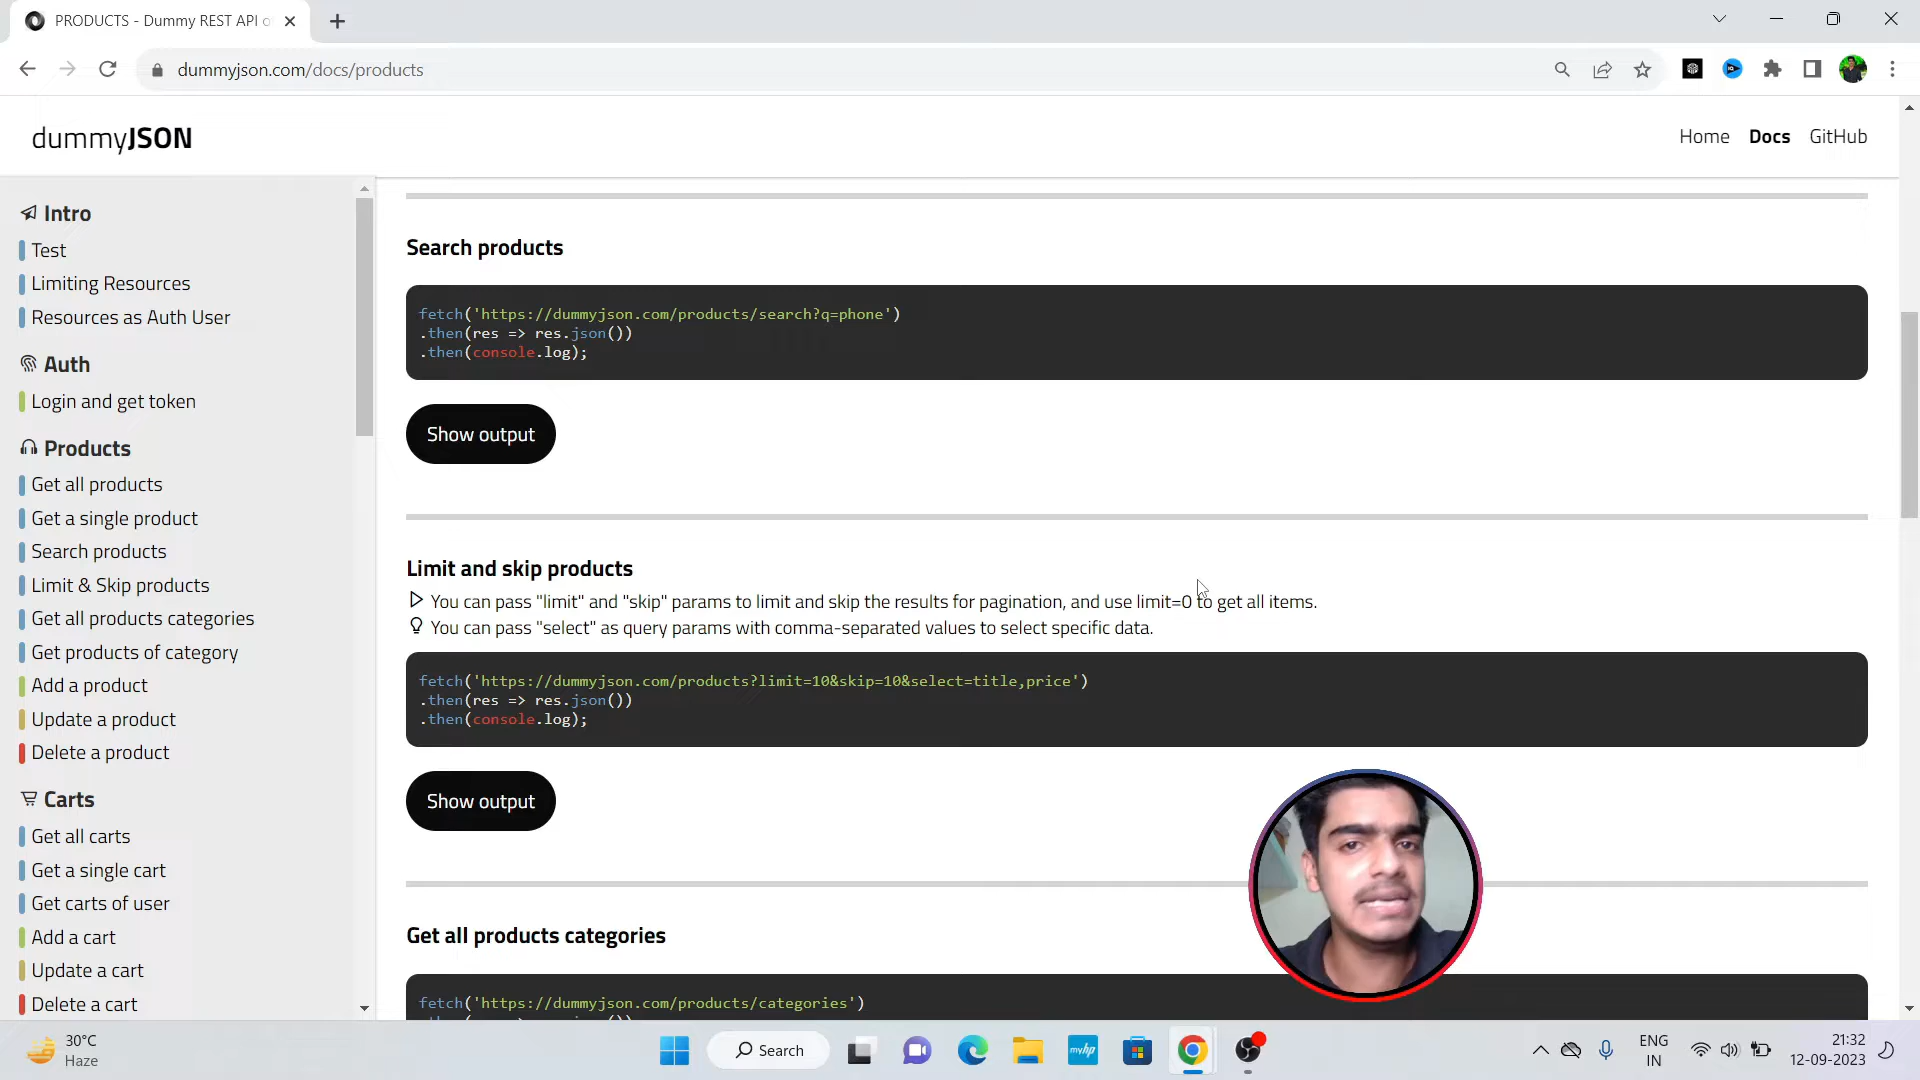 PRODUCTS - Dummy REST API o
dummyjson.com/docs/products
dummyJSON
Home Docs GitHub
Intro
Test
Limiting Resources
Resources as Auth User
Auth
Login and get token
Products
Get all products
Get a single product
Search products
Limit & Skip products
Get all products categories
Get products of category
Add a product
Update a product
Delete a product
Carts
Get all carts
Get a single cart
Get carts of user
Add a cart
Update a cart
Delete a cart
Search products
fetch('https://dummyjson.com/products/search?q=phone')
.then(res => res.json())
.then(console.log);
Show output
Limit and skip products
You can pass "limit" and "skip" params to limit and skip the results for pagination, and use limit=0 to get all items.
You can pass "select" as query params with comma-separated values to select specific data.
fetch('https://dummyjson.com/products?limit=10&skip=10&select=title,price')
.then(res => res.json())
.then(console.log);
Show output
Get all products categories
fetch('https://dummyjson.com/products/categories')
30°C
Haze
Search
myhp
ENG
IN
21:32
12-09-2023